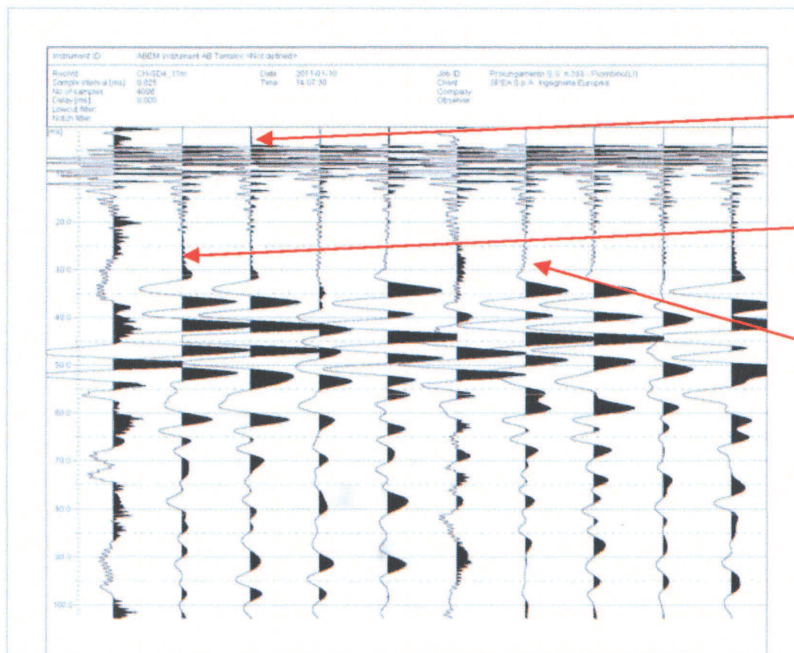 Instrument ID ABEM Instrument AB Terraloc <Not defined>
Record CH-SD4_11m Date 2011-01-10 Job ID Prolungamento S.S. n.
Sample interval [ms] 0.025 Time 14.07.30 Client SPEA S.p.A. Ingegneria Europea
No of samples 4096 Company
Delay [ms] 0.000 Observer
Lowcut filter
Notch filter
[ms]
20.0
30.0
40.0
50.0
60.0
70.0
80.0
90.0
100.0